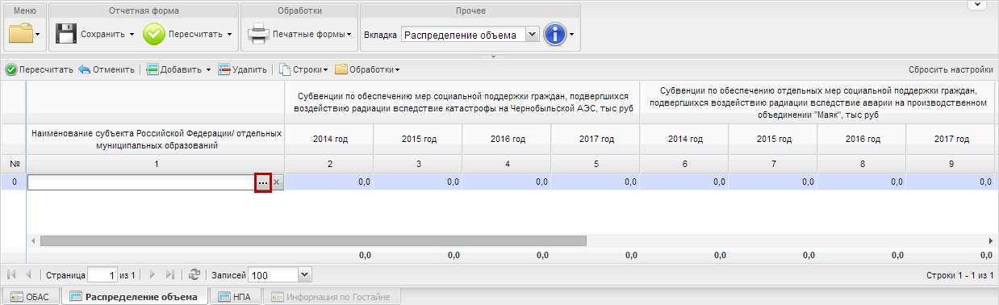 Меню
Отчетная форма
Обработки
Прочее
Сохранить
Пересчитать
Печатные формы
Вкладка
Распределение объема
Пересчитать
Отменить
Добавить
Удалить
Строки
Обработки
Сбросить настройки
Субвенции по обеспечению мер социальной поддержки граждан, подвергшихся
воздействию радиации вследствие катастрофы на Чернобыльской АЭС, тыс руб
Субвенции по обеспечению отдельных мер социальной поддержки граждан,
подвергшихся воздействию радиации вследствие аварии на производственном
объединении "Маяк", тыс руб
Наименование субъекта Российской Федерации/ отдельных
муниципальных образований
2014 год 2015 год 2016 год 2017 год 2014 год 2015 год 2016 год 2017 год
№ 1 2 3 4 5 6 7 8 9
0 ... × 0,0 0,0 0,0 0,0 0,0 0,0 0,0 0,0
0,0 0,0 0,0 0,0 0,0 0,0 0,0 0,0
Страница 1 из 1 Записей 100 Строки 1 - 1 из 1
ОБАС Распределение объема НПА Информация по Гостайне